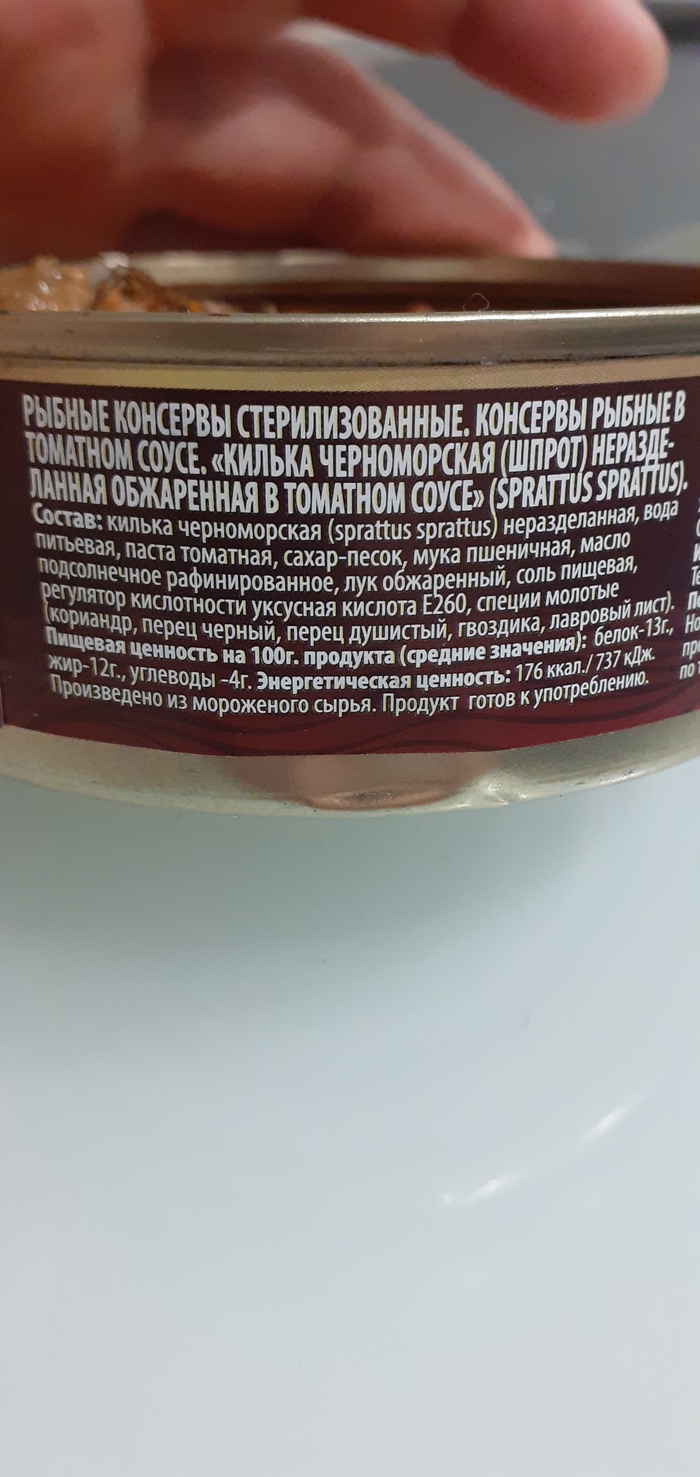 РЫБНЫЕ КОНСЕРВЫ СТЕРИЛИЗОВАННЫЕ. КОНСЕРВЫ РЫБНЫЕ В
ТОМАТНОМ СОУСЕ. «КИЛЬКА ЧЕРНОМОРСКАЯ (ШПРОТ) НЕРАЗДЕ-
ЛАННАЯ ОБЖАРЕННАЯ В ТОМАТНОМ СОУСЕ» (SPRATTUS SPRATTUS).
Состав: килька черноморская (sprattus sprattus) неразделанная, вода
питьевая, паста томатная, сахар-песок, мука пшеничная, масло
подсолнечное рафинированное, лук обжаренный, соль пищевая,
регулятор кислотности уксусная кислота Е260, специи молотые
(кориандр, перец черный, перец душистый, гвоздика, лавровый лист).
Пищевая ценность на 100г. продукта (средние значения): белок-13г.,
жир-12г., углеводы -4г. Энергетическая ценность: 176 ккал./ 737 кДж.
Произведено из мороженого сырья. Продукт готов к употреблению.